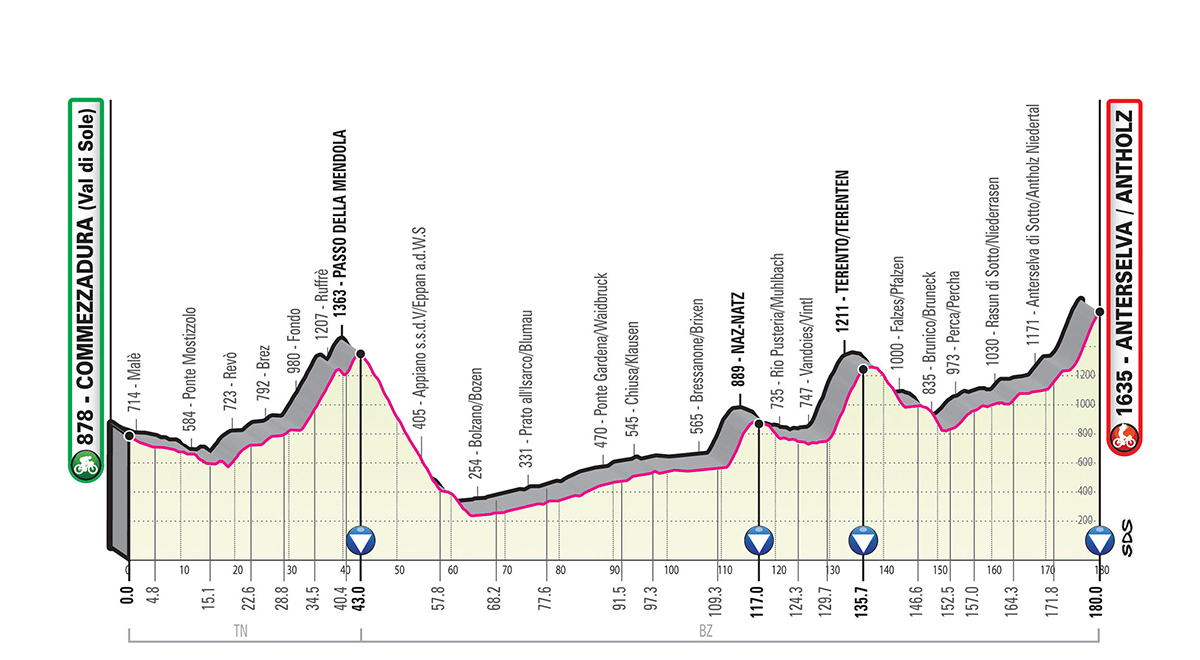 878 - COMMEZZADURA (Val di Sole)
714 - Malè
584 - Ponte Mostizzolo
723 - Revò
792 - Brez
980 - Fondo
1207 - Ruffrè
1363 - PASSO DELLA MENDOLA
405 - Appiano s.s.d.V/Eppan a.d.W.S
254 - Bolzano/Bozen
331 - Prato all'Isarco/Blumau
470 - Ponte Gardena/Waidbruck
545 - Chiusa/Klausen
565 - Bressanone/Brixen
889 - NAZ-NATZ
735 - Rio Pusteria/Muhlbach
747 - Vandoies/Vintl
1211 - TERENTO/TERENTEN
1000 - Falzes/Pfalzen
835 - Brunico/Bruneck
973 - Perca/Percha
1030 - Rasun di Sotto/Niederrasen
1171 - Anterselva di Sotto/Antholz Niedertal
1635 - ANTERSELVA / ANTHOLZ
1200
1000
800
600
400
200
SDS
0 10 20 30 40 50 60 70 80 90 100 110 120 130 140 150 160 170 180
0.0 4.8 15.1 22.6 28.8 34.5 40.4 43.0 57.8 68.2 77.6 91.5 97.3 109.3 117.0 124.3 129.7 135.7 146.6 152.5 157.0 164.3 171.8 180.0
TN BZ